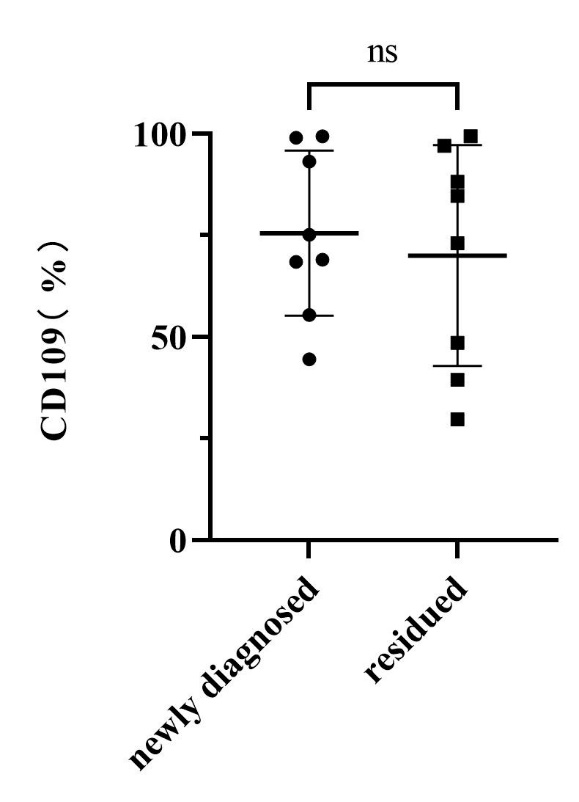 ns
CD109( %)
100
50
0
newly diagnosed
residued